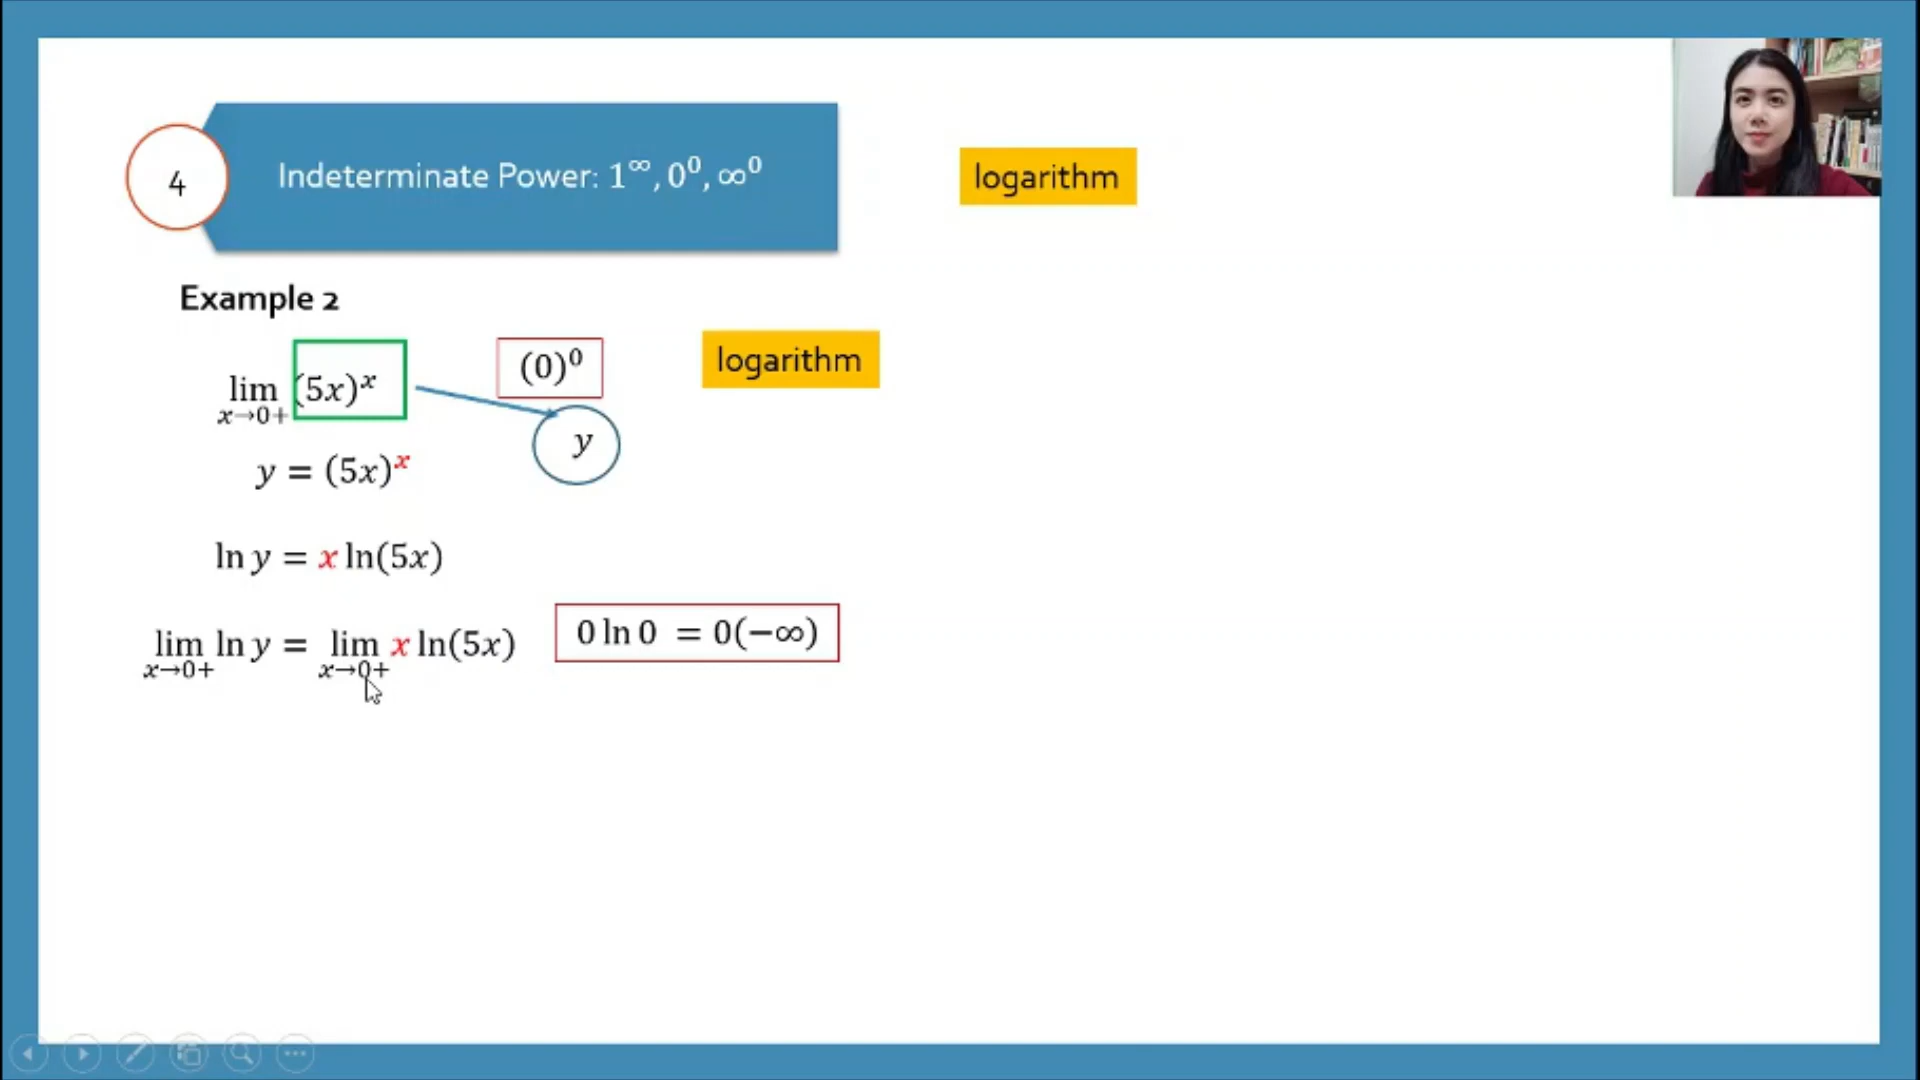 4
Indeterminate Power: 1^∞, 0^0, ∞^0
logarithm
Example 2
lim x→0+ (5x)^x
(0)^0
logarithm
y
y = (5x)^x
ln y = x ln(5x)
lim x→0+ ln y = lim x→0+ x ln(5x)
0 ln 0 = 0(−∞)